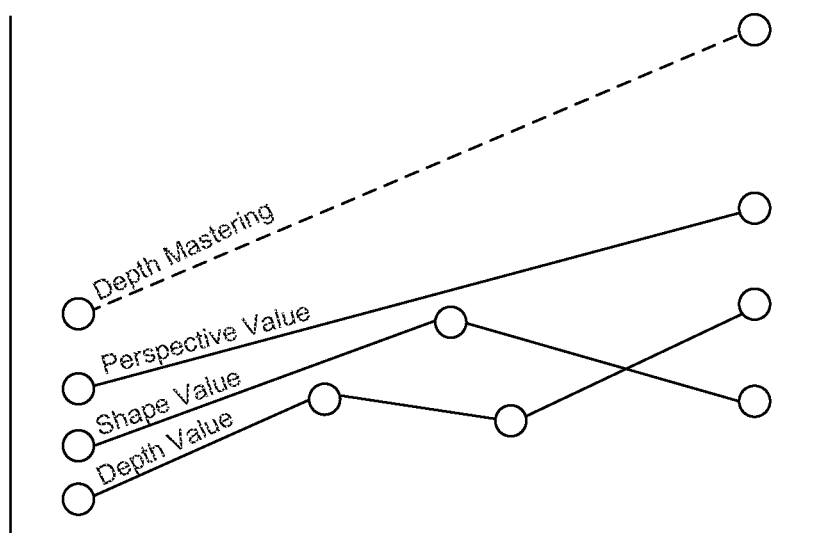 Depth Mastering
Perspective Value
Shape Value
Depth Value